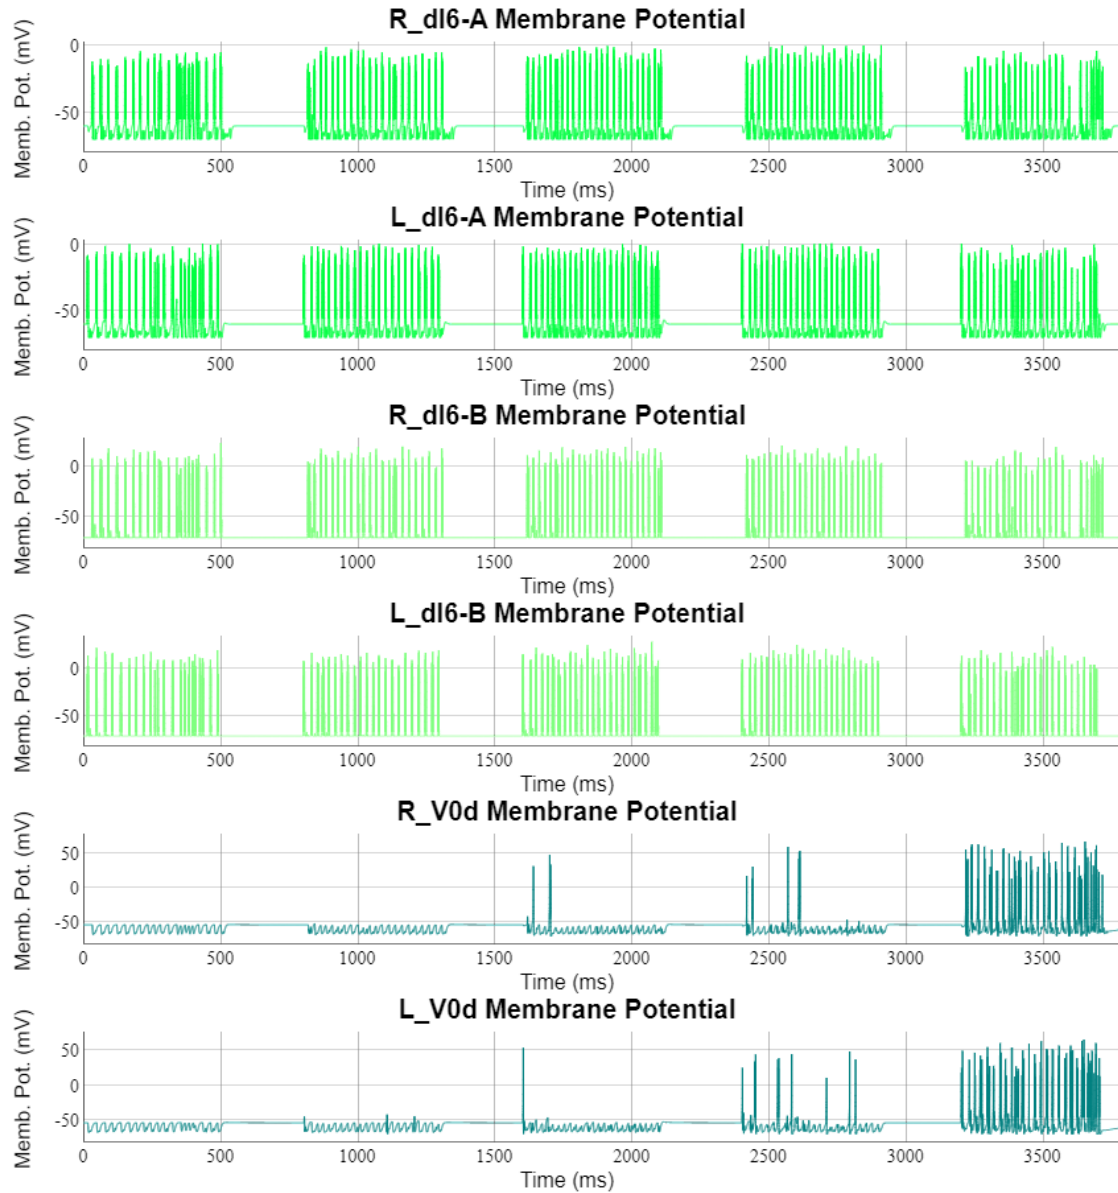 R_dI6-A Membrane Potential
Memb. Pot. (mV)
0
-50
0 500 1000 1500 2000 2500 3000 3500
Time (ms)
L_dI6-A Membrane Potential
Memb. Pot. (mV)
0
-50
0 500 1000 1500 2000 2500 3000 3500
Time (ms)
R_dI6-B Membrane Potential
Memb. Pot. (mV)
0
-50
0 500 1000 1500 2000 2500 3000 3500
Time (ms)
L_dI6-B Membrane Potential
Memb. Pot. (mV)
0
-50
0 500 1000 1500 2000 2500 3000 3500
Time (ms)
R_V0d Membrane Potential
Memb. Pot. (mV)
50
0
-50
0 500 1000 1500 2000 2500 3000 3500
Time (ms)
L_V0d Membrane Potential
Memb. Pot. (mV)
50
0
-50
0 500 1000 1500 2000 2500 3000 3500
Time (ms)